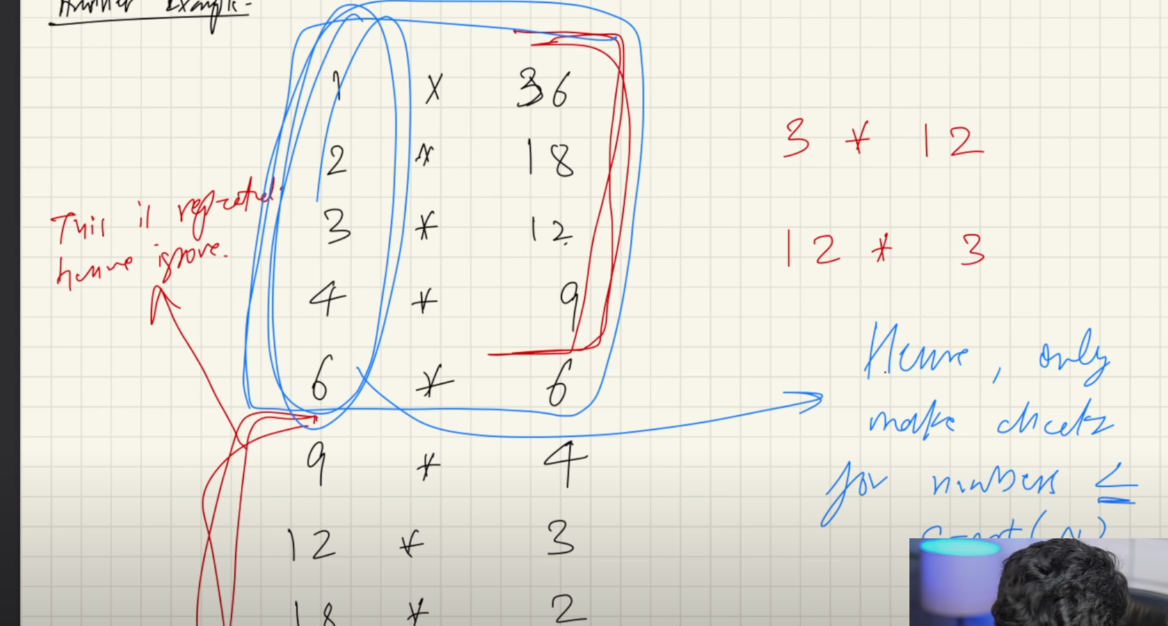 Another Example-
1 x 36
2 * 18
3 * 12
4 * 9
6 * 6
9 * 4
12 * 3
18 * 2
This is repeated
hence ignore.
3 * 12
12 * 3
Hence, only
make checks
for numbers ≤